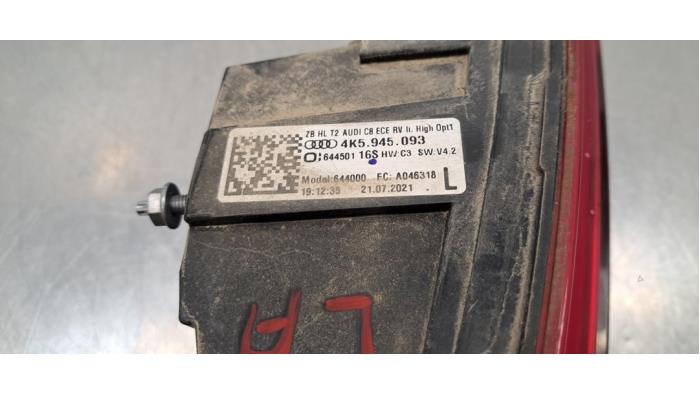 ZB HL T2 AUDI C8 ECE RV li. High Opt1
4K5.945.093
644501 16S HW:C3 SW:V4.2
Model:644000 FC: A046318
19:12:35 21.07.2021 L
LA